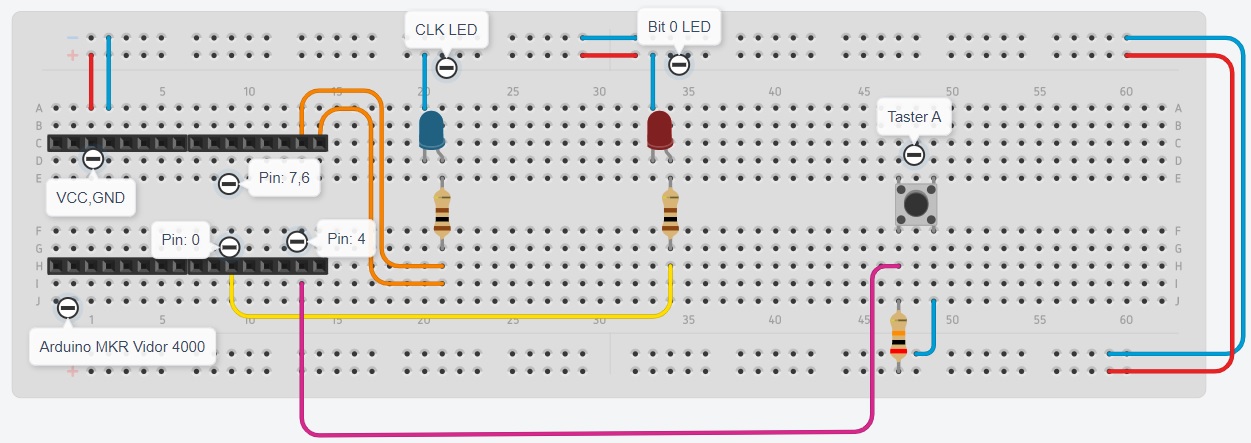 CLK LED
Bit 0 LED
− −
+ +
5 10 15 20 25 30 35 40 45 50 55 60
A A
B B
Taster A
C C
D D
VCC,GND
Pin: 7,6
E E
F F
Pin: 0
Pin: 4
G G
H H
I I
J J
1 5 10 15 20 25 30 35 40 45 50 55 60
Arduino MKR Vidor 4000
+ +